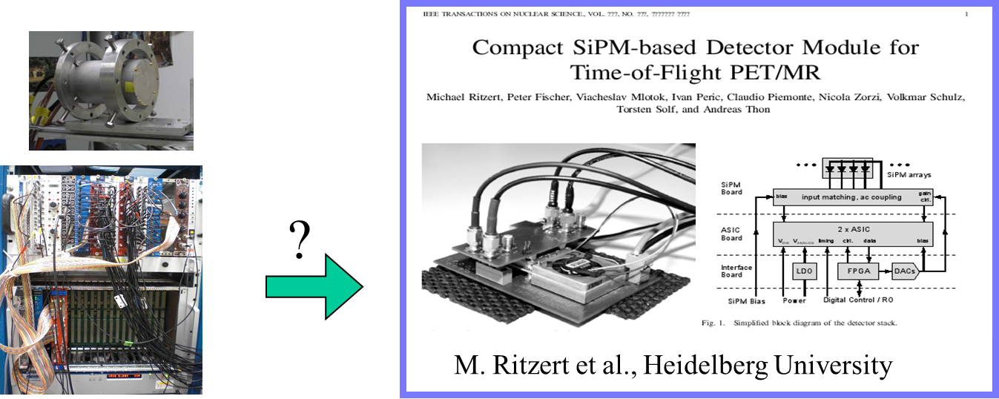 IEEE TRANSACTIONS ON NUCLEAR SCIENCE., VOL. ???, NO. ???, ??????? ????
1
Compact SiPM-based Detector Module for
Time-of-Flight PET/MR
Michael Ritzert, Peter Fischer, Viacheslav Mlotok, Ivan Peric, Claudio Piemonte, Nicola Zorzi, Volkmar Schulz,
Torsten Solf, and Andreas Thon
?
SiPM arrays
SiPM
Board
bias
input matching, ac coupling
gain
ctrl.
ASIC
Board
2 x ASIC
VDIG VANALOG timing ctrl. data bias
Interface
Board
LDO
FPGA
DACs
SiPM Bias
Power
Digital Control / RO
Fig. 1. Simplified block diagram of the detector stack.
M. Ritzert et al., Heidelberg University